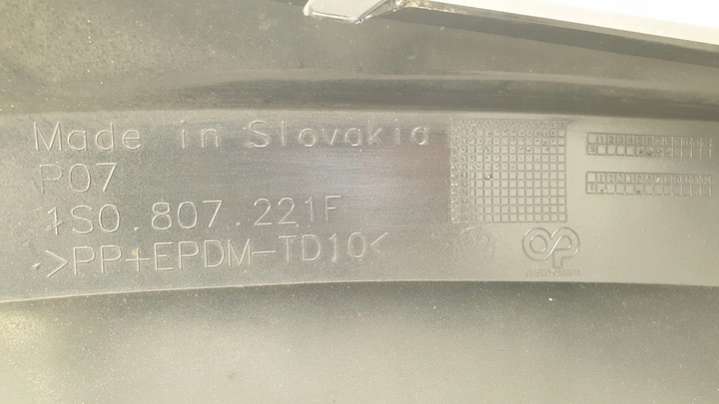 Made in Slovakia
P07
1S0.807.221F
>PP+EPDM-TD10<